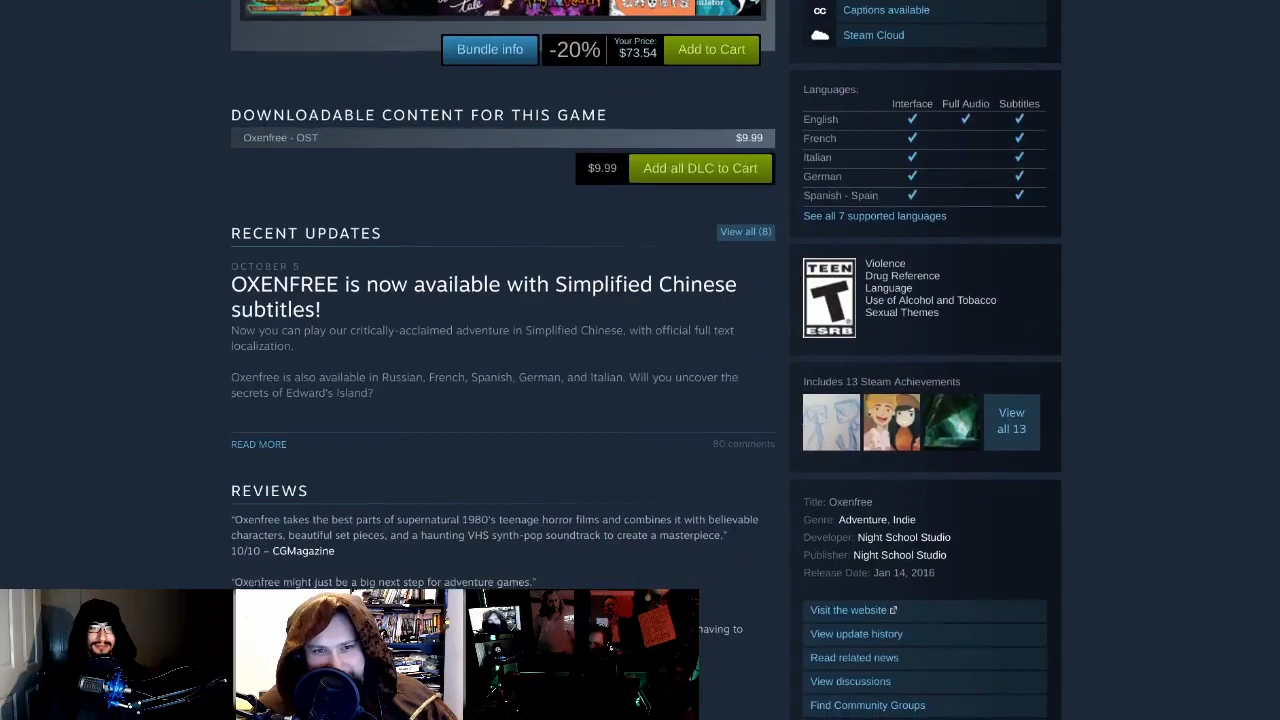 Bundle info
-20%
Your Price:
$73.54
Add to Cart
DOWNLOADABLE CONTENT FOR THIS GAME
Oxenfree - OST
$9.99
$9.99
Add all DLC to Cart
RECENT UPDATES
View all (8)
OCTOBER 5
OXENFREE is now available with Simplified Chinese
subtitles!
Now you can play our critically-acclaimed adventure in Simplified Chinese, with official full text
localization.
Oxenfree is also available in Russian, French, Spanish, German, and Italian. Will you uncover the
secrets of Edward's Island?
READ MORE
80 comments
REVIEWS
“Oxenfree takes the best parts of supernatural 1980's teenage horror films and combines it with believable
characters, beautiful set pieces, and a haunting VHS synth-pop soundtrack to create a masterpiece.”
10/10 – CGMagazine
“Oxenfree might just be a big next step for adventure games.”
having to
CC
Captions available
Steam Cloud
Languages:
Interface Full Audio Subtitles
English
French
Italian
German
Spanish - Spain
See all 7 supported languages
TEEN
T
ESRB
Violence
Drug Reference
Language
Use of Alcohol and Tobacco
Sexual Themes
Includes 13 Steam Achievements
View
all 13
Title: Oxenfree
Genre: Adventure, Indie
Developer: Night School Studio
Publisher: Night School Studio
Release Date: Jan 14, 2016
Visit the website
View update history
Read related news
View discussions
Find Community Groups